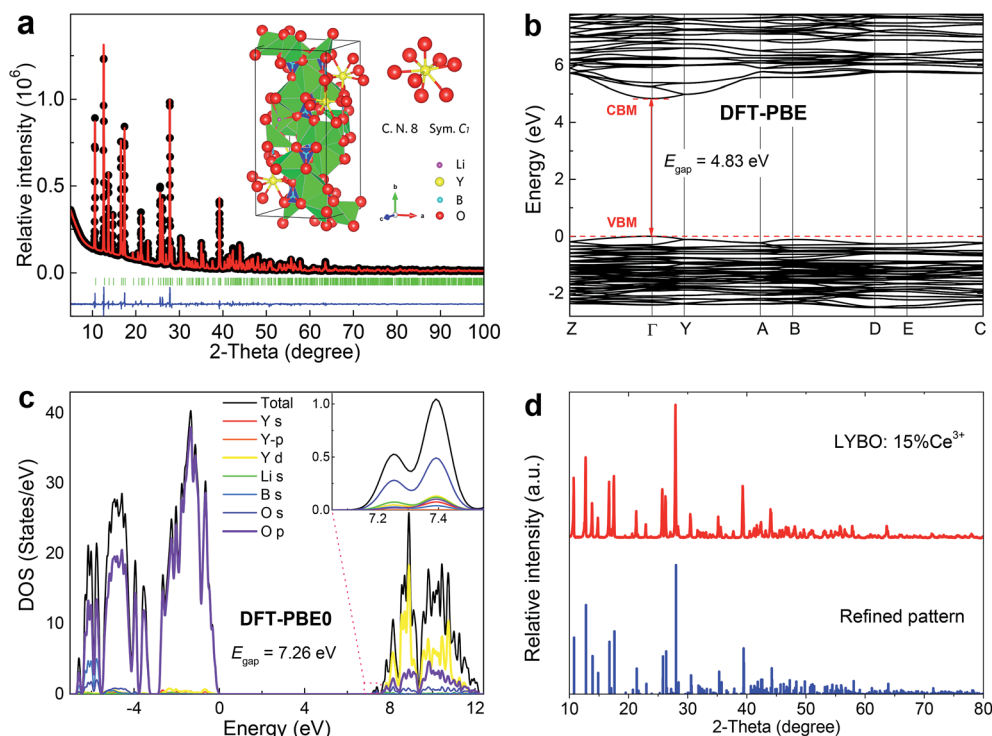 a
Relative intensity (10⁶)
1.0
0.5
0.0
C. N. 8 Sym. C₁
Li
Y
B
O
b
c
a
10 20 30 40 50 60 70 80 90 100
2-Theta (degree)
b
Energy (eV)
6
4
2
0
-2
CBM
DFT-PBE
E_gap = 4.83 eV
VBM
Z Γ Y A B D E C
c
DOS (States/eV)
40
30
20
10
0
Total
Y s
Y-p
Y d
Li s
B s
O s
O p
1.0
0.5
0.0
7.2 7.4
DFT-PBE0
E_gap = 7.26 eV
-4 0 4 8 12
Energy (eV)
d
Relative intensity (a.u.)
LYBO: 15%Ce³⁺
Refined pattern
10 20 30 40 50 60 70 80
2-Theta (degree)